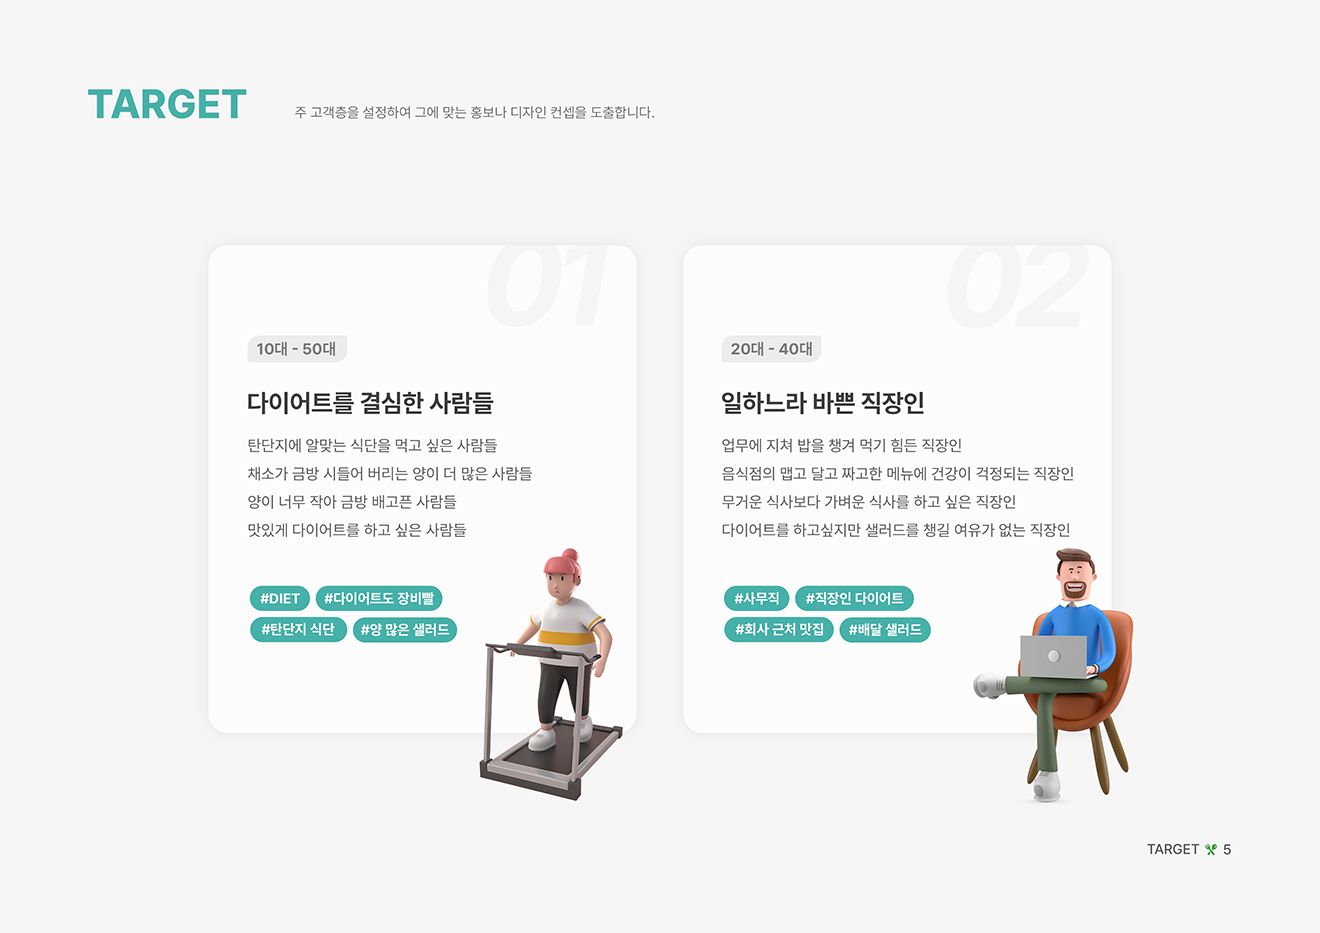 TARGET
주 고객층을 설정하여 그에 맞는 홍보나 디자인 컨셉을 도출합니다.
01
10대 - 50대
다이어트를 결심한 사람들
탄단지에 알맞는 식단을 먹고 싶은 사람들
채소가 금방 시들어 버리는 양이 더 많은 사람들
양이 너무 작아 금방 배고픈 사람들
맛있게 다이어트를 하고 싶은 사람들
#DIET #다이어트도 장비빨
#탄단지 식단 #양 많은 샐러드
02
20대 - 40대
일하느라 바쁜 직장인
업무에 지쳐 밥을 챙겨 먹기 힘든 직장인
음식점의 맵고 달고 짜고한 메뉴에 건강이 걱정되는 직장인
무거운 식사보다 가벼운 식사를 하고 싶은 직장인
다이어트를 하고싶지만 샐러드를 챙길 여유가 없는 직장인
#사무직 #직장인 다이어트
#회사 근처 맛집 #배달 샐러드
TARGET 5